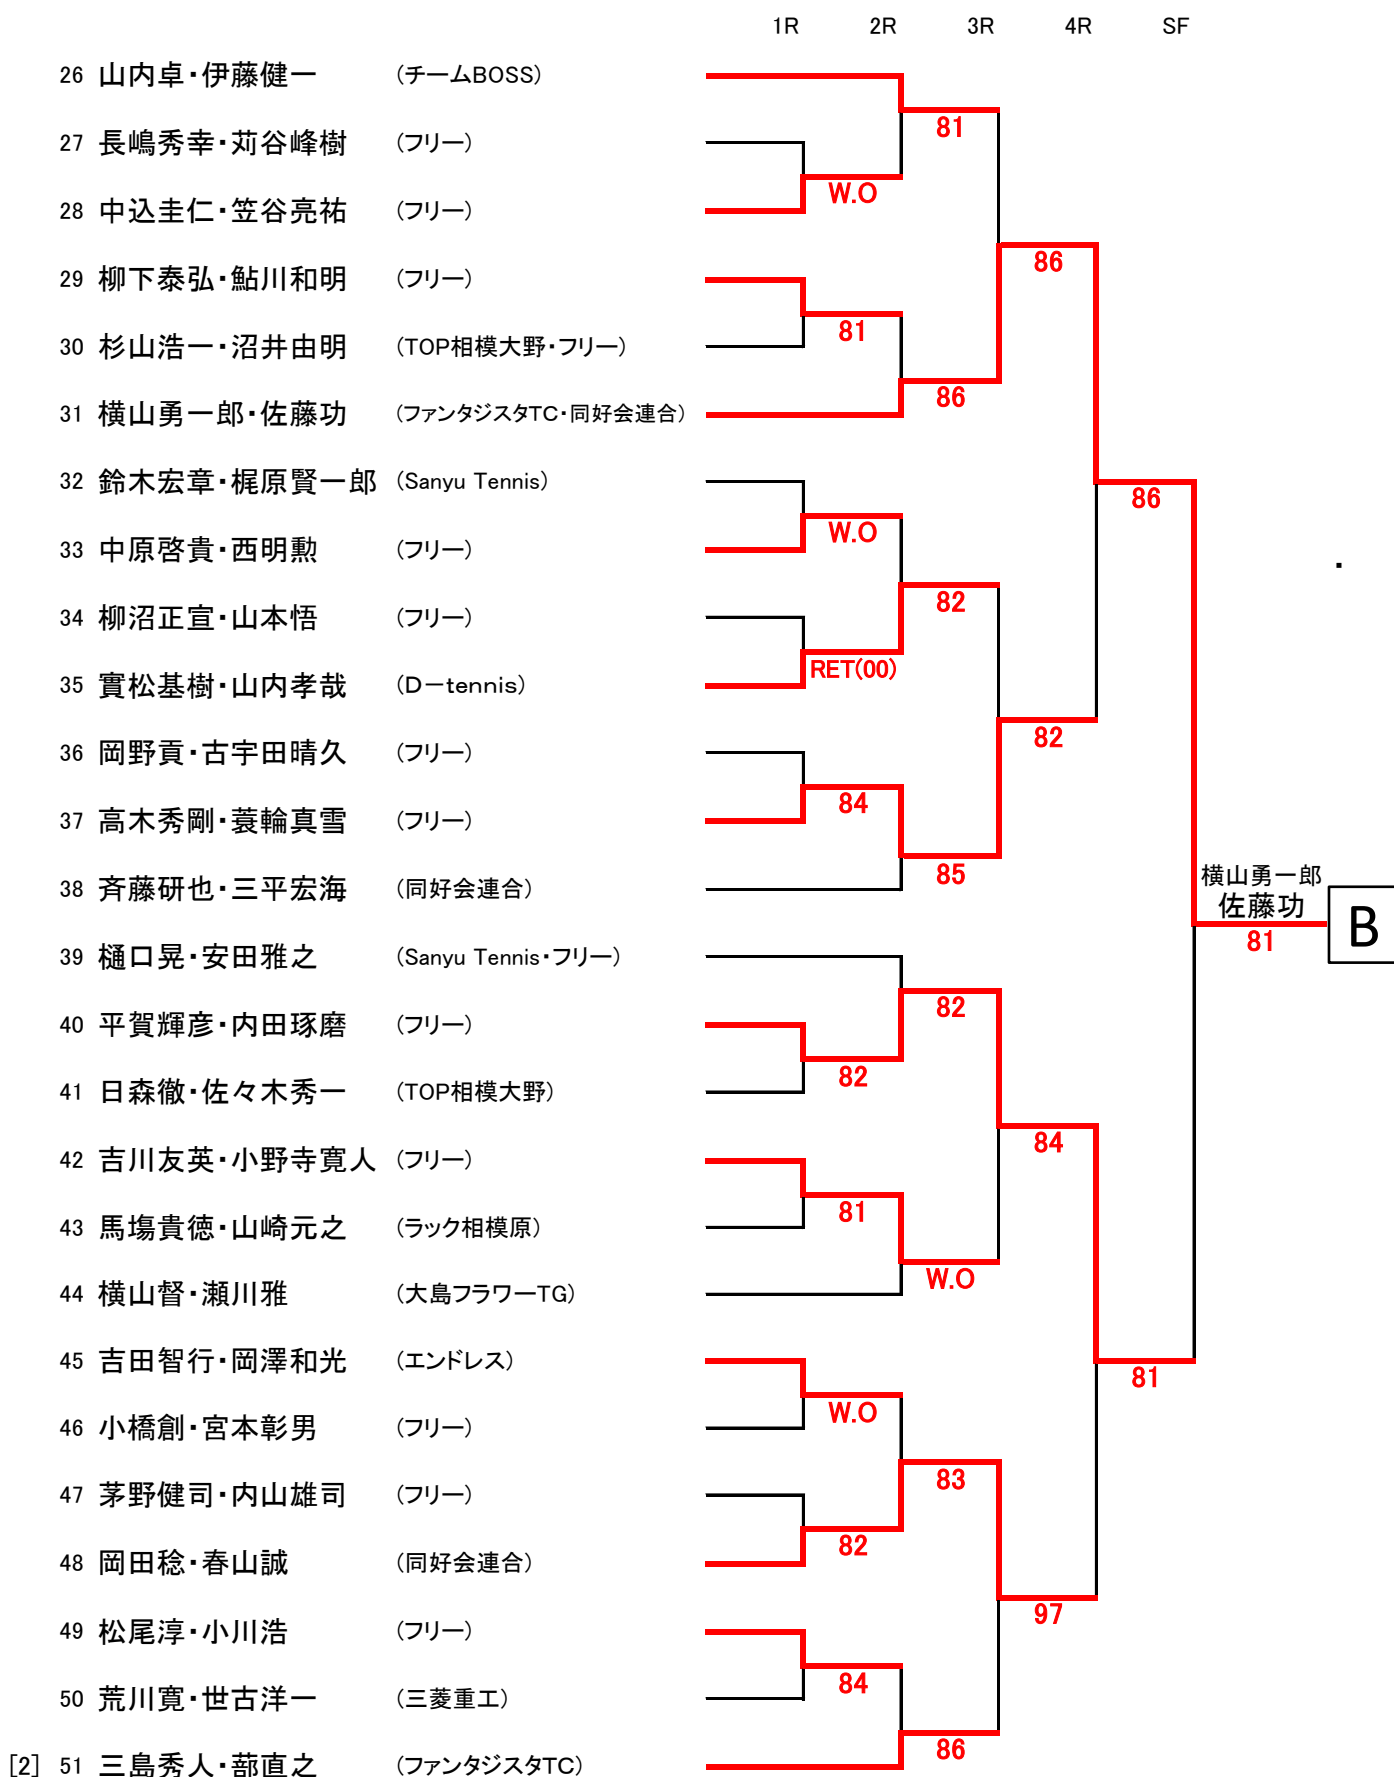 1R 2R 3R 4R SF
26 山内卓・伊藤健一 (チームBOSS)
81
27 長嶋秀幸・苅谷峰樹 (フリー)
W.O
28 中込圭仁・笠谷亮祐 (フリー)
86
29 柳下泰弘・鮎川和明 (フリー)
81
30 杉山浩一・沼井由明 (TOP相模大野・フリー)
86
31 横山勇一郎・佐藤功 (ファンタジスタTC・同好会連合)
32 鈴木宏章・梶原賢一郎 (Sanyu Tennis)
86
W.O
33 中原啓貴・西明勲 (フリー)
82
34 柳沼正宣・山本悟 (フリー)
RET(00)
35 實松基樹・山内孝哉 (D－tennis)
82
36 岡野貢・古宇田晴久 (フリー)
84
37 高木秀剛・蓑輪真雪 (フリー)
85
横山勇一郎
38 斉藤研也・三平宏海 (同好会連合)
佐藤功
B
81
39 樋口晃・安田雅之 (Sanyu Tennis・フリー)
82
40 平賀輝彦・内田琢磨 (フリー)
82
41 日森徹・佐々木秀一 (TOP相模大野)
84
42 吉川友英・小野寺寛人 (フリー)
81
43 馬塲貴徳・山崎元之 (ラック相模原)
W.O
44 横山督・瀬川雅 (大島フラワーTG)
45 吉田智行・岡澤和光 (エンドレス)
81
W.O
46 小橋創・宮本彰男 (フリー)
83
47 茅野健司・内山雄司 (フリー)
82
48 岡田稔・春山誠 (同好会連合)
97
49 松尾淳・小川浩 (フリー)
84
50 荒川寛・世古洋一 (三菱重工)
86
[2] 51 三島秀人・蔀直之 (ファンタジスタTC)